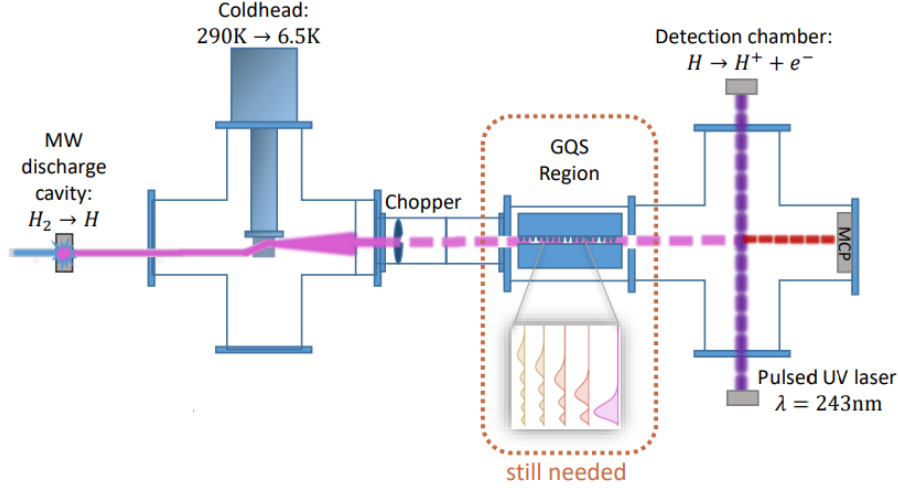 Coldhead:
290K → 6.5K
Detection chamber:
H → H⁺ + e⁻
MW
discharge
cavity:
H₂ → H
GQS
Region
Chopper
MCP
Pulsed UV laser
λ = 243nm
still needed